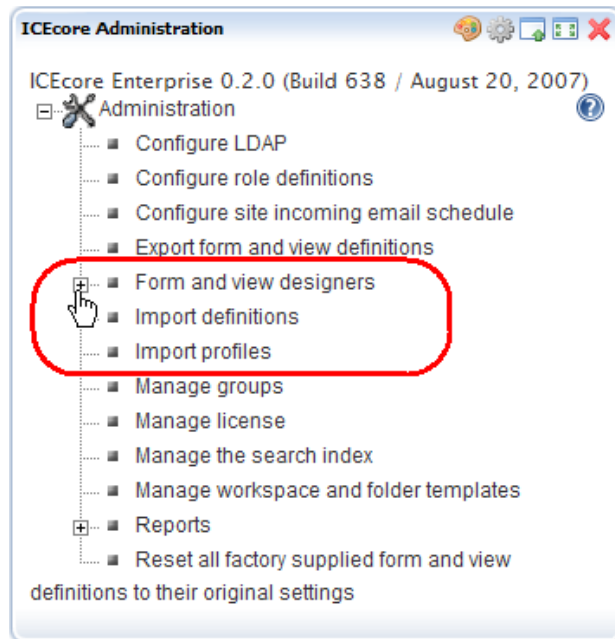 ICEcore Administration
ICEcore Enterprise 0.2.0 (Build 638 / August 20, 2007)
Administration
Configure LDAP
Configure role definitions
Configure site incoming email schedule
Export form and view definitions
Form and view designers
Import definitions
Import profiles
Manage groups
Manage license
Manage the search index
Manage workspace and folder templates
Reports
Reset all factory supplied form and view
definitions to their original settings